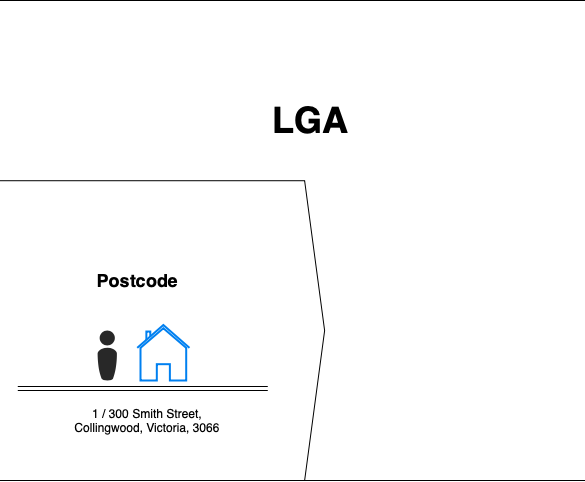 LGA
Postcode
1 / 300 Smith Street,
Collingwood, Victoria, 3066